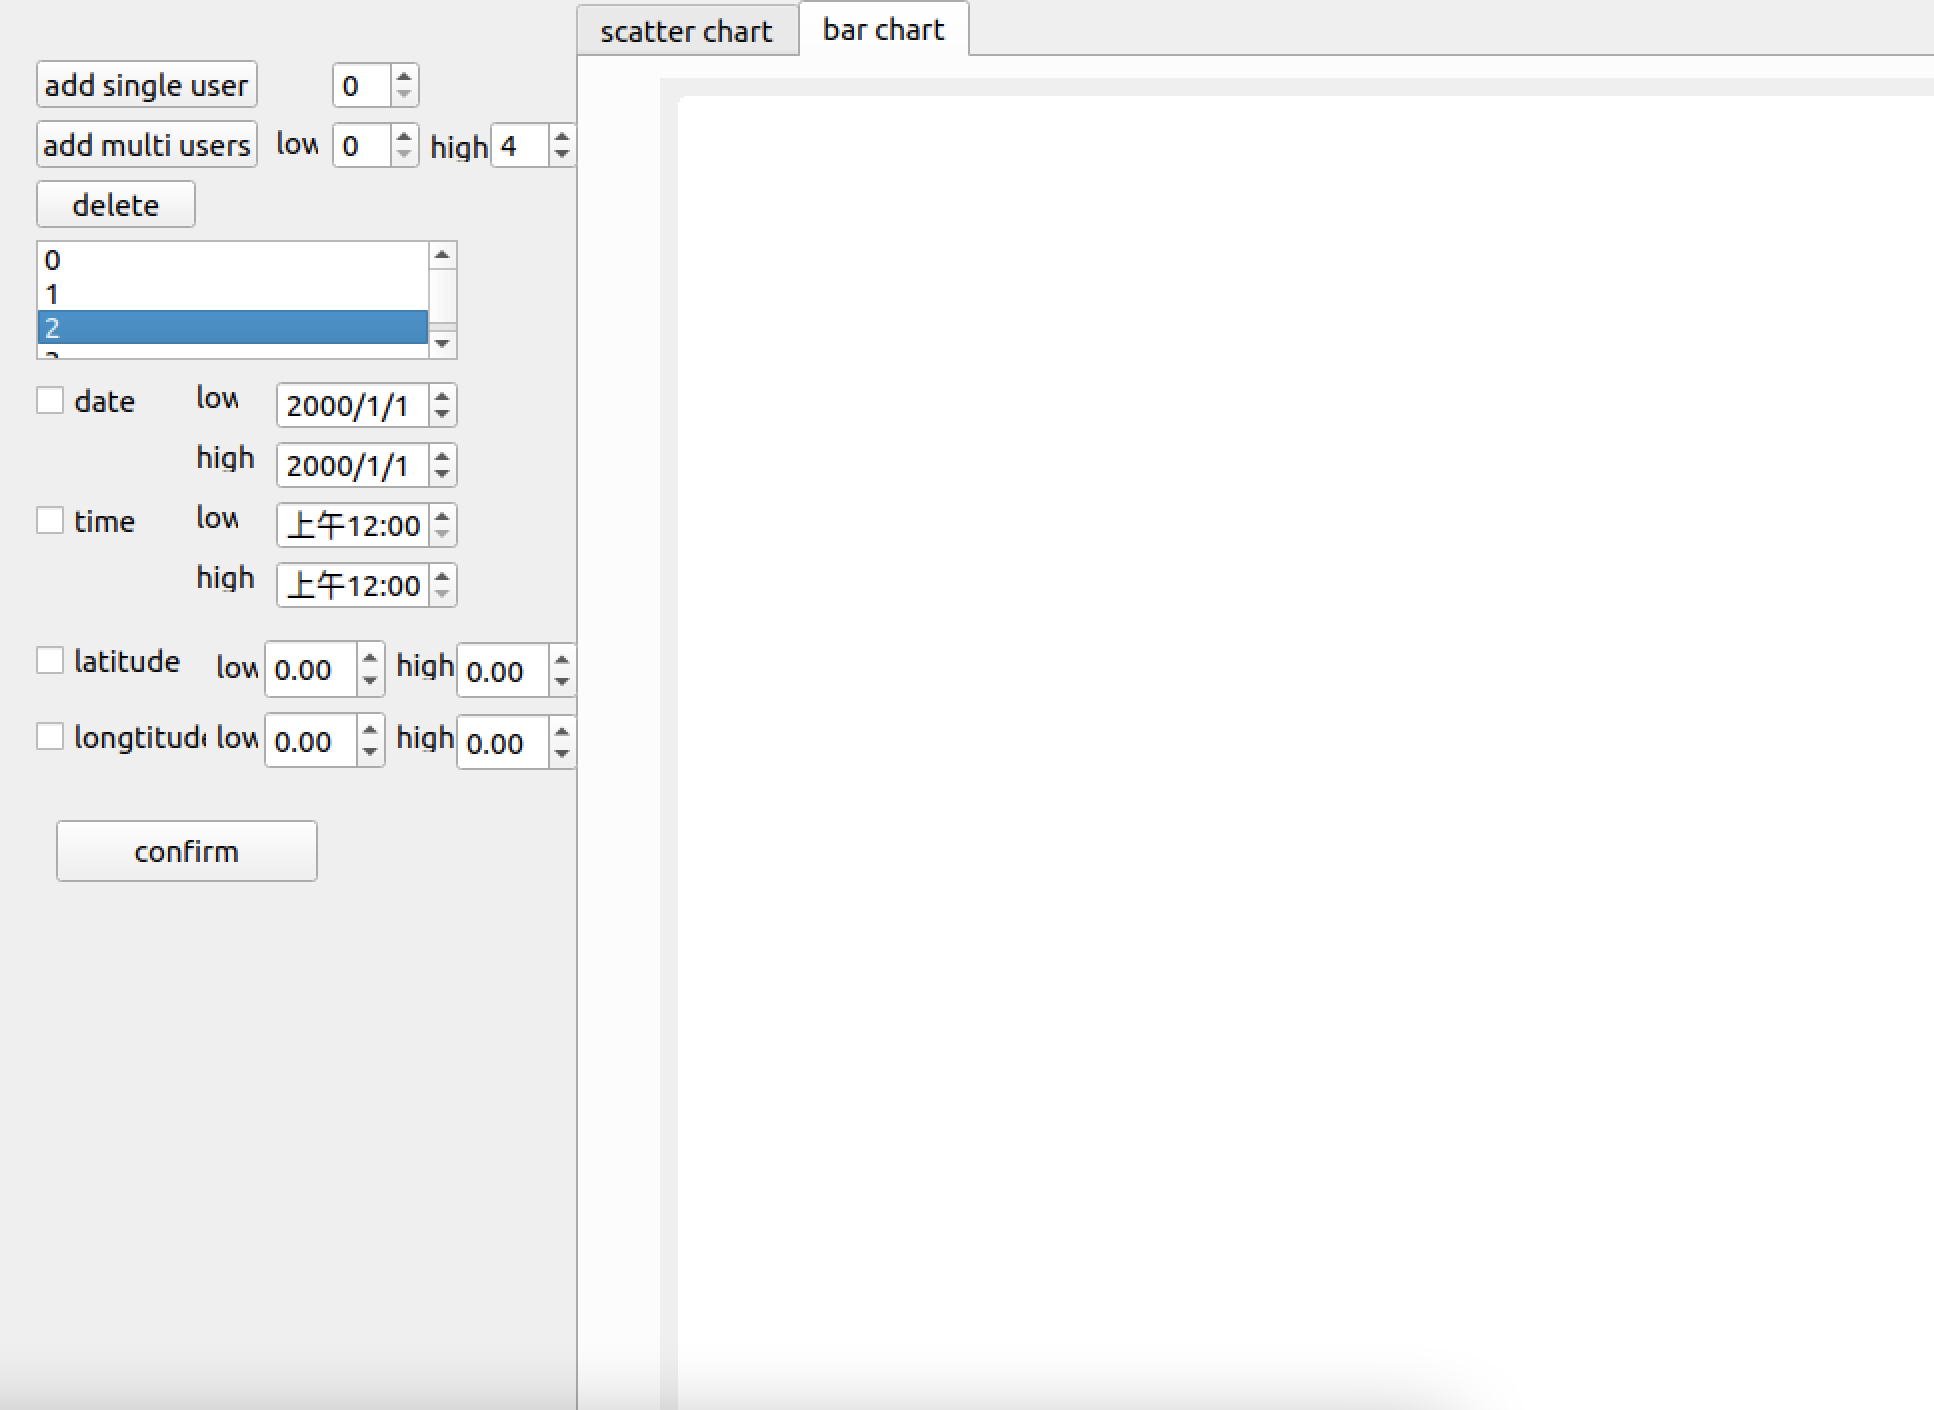 scatter chart bar chart
add single user 0
add multi users low 0 high 4
delete
0
1
2
date low 2000/1/1
high 2000/1/1
time low 上午12:00
high 上午12:00
latitude low 0.00 high 0.00
longtitude low 0.00 high 0.00
confirm